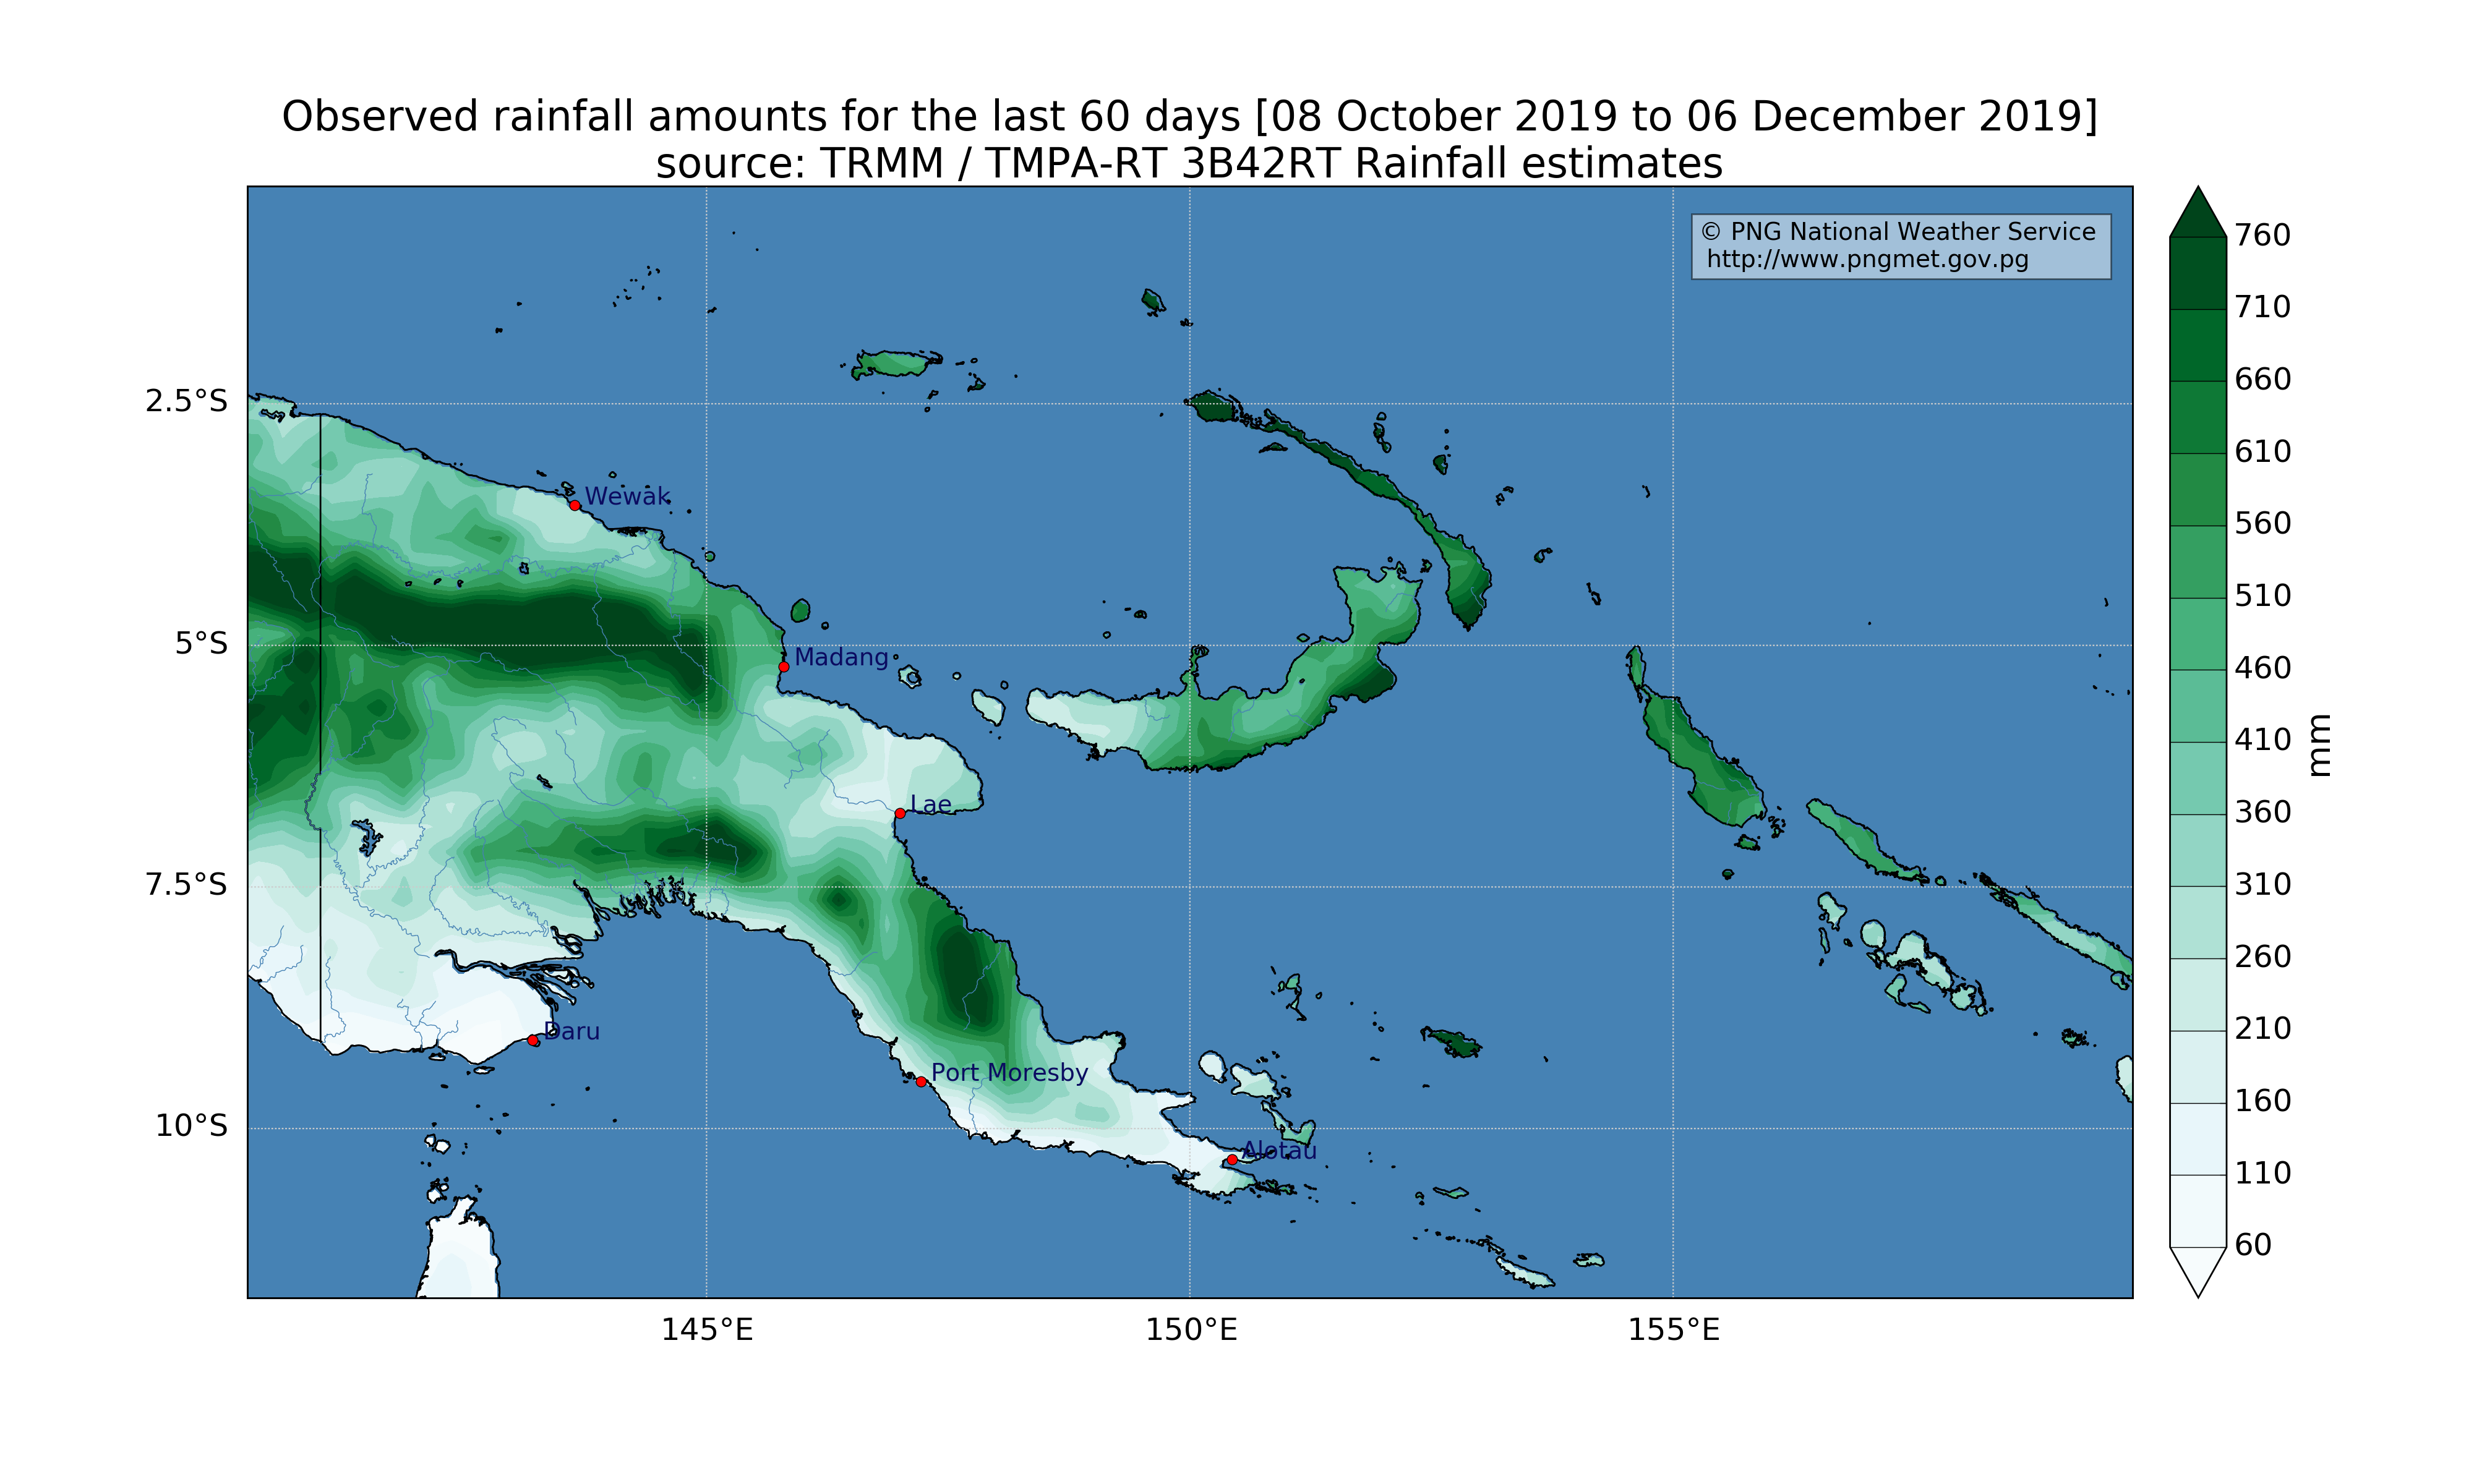 Observed rainfall amounts for the last 60 days [08 October 2019 to 06 December 2019]
source: TRMM / TMPA-RT 3B42RT Rainfall estimates
© PNG National Weather Service
http://www.pngmet.gov.pg
2.5°S
5°S
7.5°S
10°S
145°E
150°E
155°E
Wewak
Madang
Lae
Daru
Port Moresby
Alotau
760
710
660
610
560
510
460
410
360
310
260
210
160
110
60
mm